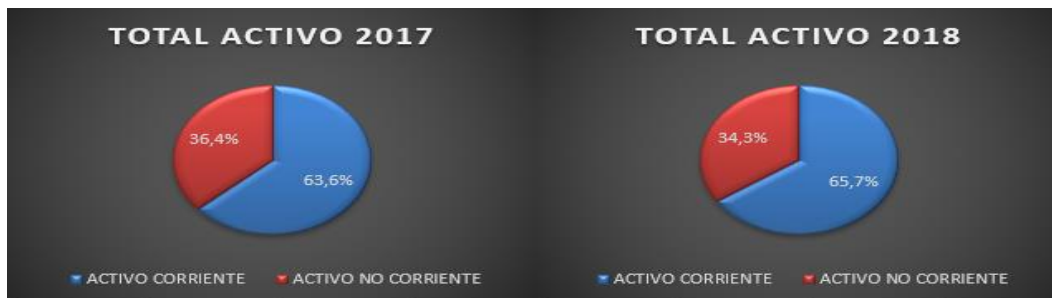 TOTAL ACTIVO 2017
36,4%
63,6%
ACTIVO CORRIENTE
ACTIVO NO CORRIENTE
TOTAL ACTIVO 2018
34,3%
65,7%
ACTIVO CORRIENTE
ACTIVO NO CORRIENTE